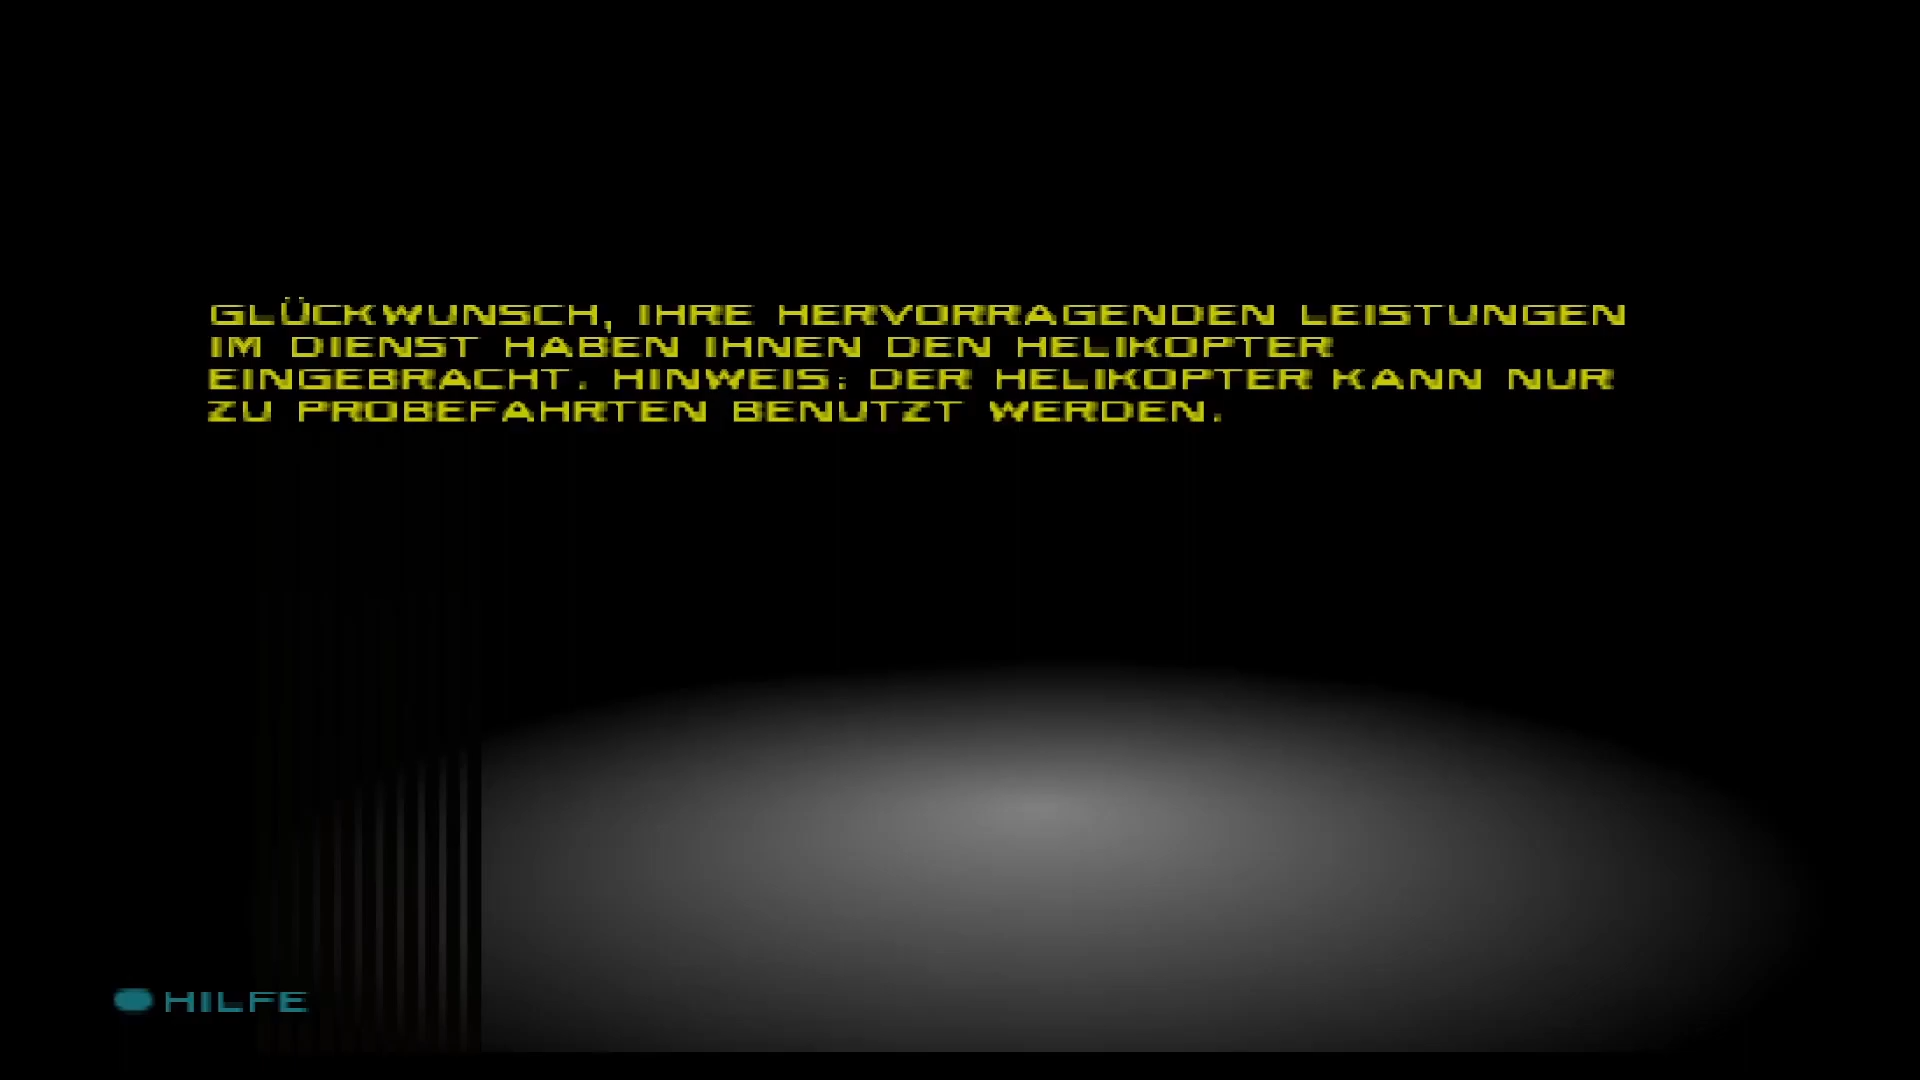 GLÜCKWUNSCH, IHRE HERVORRAGENDEN LEISTUNGEN
IM DIENST HABEN IHNEN DEN HELIKOPTER
EINGEBRACHT. HINWEIS: DER HELIKOPTER KANN NUR
ZU PROBEFAHRTEN BENUTZT WERDEN.
HILFE